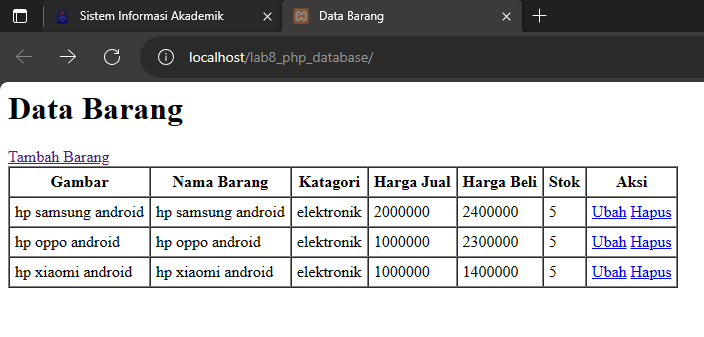 Sistem Informasi Akademik Data Barang
localhost/lab8_php_database/
Data Barang
Tambah Barang
Gambar Nama Barang Katagori Harga Jual Harga Beli Stok Aksi
hp samsung android hp samsung android elektronik 2000000 2400000 5 Ubah Hapus
hp oppo android hp oppo android elektronik 1000000 2300000 5 Ubah Hapus
hp xiaomi android hp xiaomi android elektronik 1000000 1400000 5 Ubah Hapus